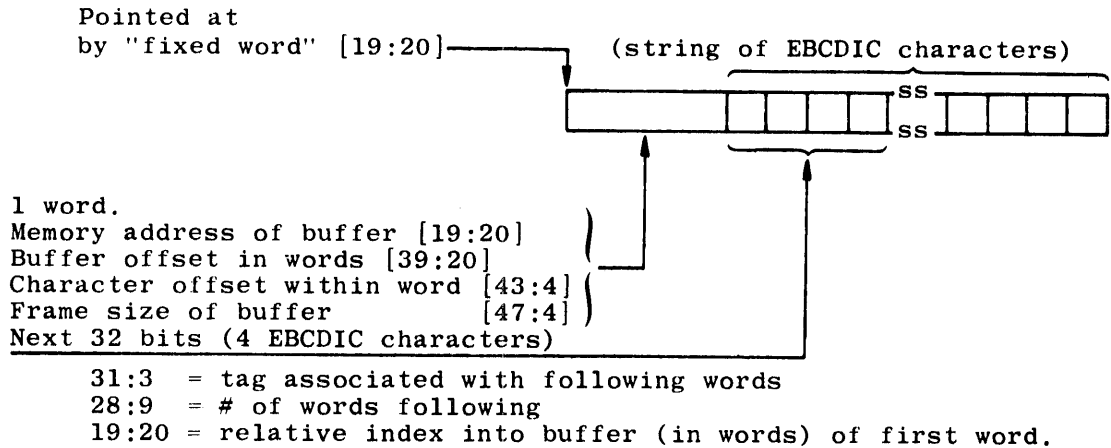 Pointed at
by "fixed word" [19:20]
(string of EBCDIC characters)
ss
ss
1 word.
Memory address of buffer [19:20]
Buffer offset in words [39:20]
Character offset within word [43:4]
Frame size of buffer [47:4]
Next 32 bits (4 EBCDIC characters)
31:3 = tag associated with following words
28:9 = # of words following
19:20 = relative index into buffer (in words) of first word.